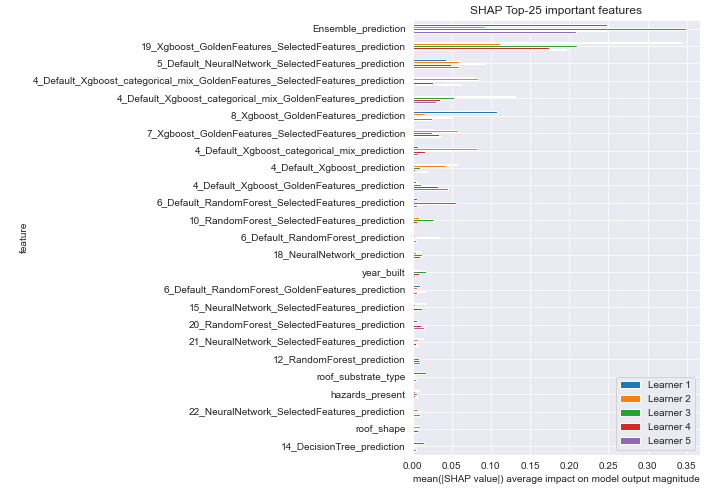 SHAP Top-25 important features
Ensemble_prediction
19_Xgboost_GoldenFeatures_SelectedFeatures_prediction
5_Default_NeuralNetwork_SelectedFeatures_prediction
4_Default_Xgboost_categorical_mix_GoldenFeatures_SelectedFeatures_prediction
4_Default_Xgboost_categorical_mix_GoldenFeatures_prediction
8_Xgboost_GoldenFeatures_prediction
7_Xgboost_GoldenFeatures_SelectedFeatures_prediction
4_Default_Xgboost_categorical_mix_prediction
4_Default_Xgboost_prediction
4_Default_Xgboost_GoldenFeatures_prediction
6_Default_RandomForest_SelectedFeatures_prediction
10_RandomForest_SelectedFeatures_prediction
6_Default_RandomForest_prediction
18_NeuralNetwork_prediction
year_built
6_Default_RandomForest_GoldenFeatures_prediction
15_NeuralNetwork_SelectedFeatures_prediction
20_RandomForest_SelectedFeatures_prediction
21_NeuralNetwork_SelectedFeatures_prediction
12_RandomForest_prediction
roof_substrate_type
hazards_present
22_NeuralNetwork_SelectedFeatures_prediction
roof_shape
14_DecisionTree_prediction
feature
Learner 1
Learner 2
Learner 3
Learner 4
Learner 5
0.00 0.05 0.10 0.15 0.20 0.25 0.30 0.35
mean(|SHAP value|) average impact on model output magnitude